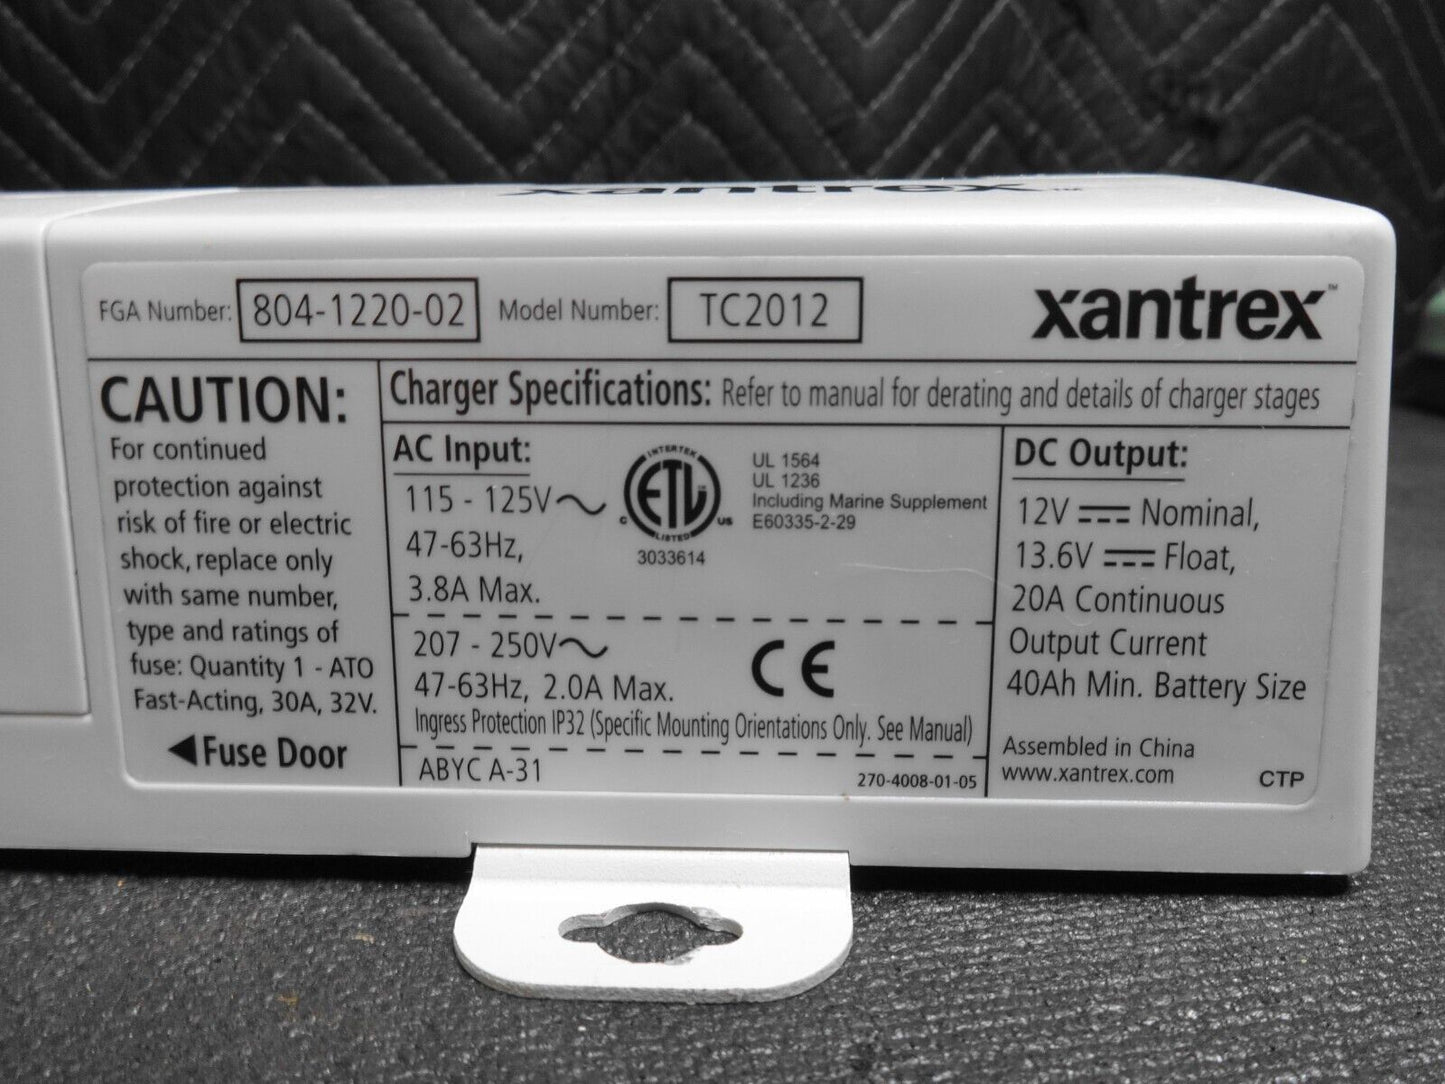 xantrex™
FGA Number: 804-1220-02 Model Number: TC2012 xantrex™
CAUTION:
For continued
protection against
risk of fire or electric
shock, replace only
with same number,
type and ratings of
fuse: Quantity 1 - ATO
Fast-Acting, 30A, 32V.
◀Fuse Door
Charger Specifications: Refer to manual for derating and details of charger stages
AC Input:
115 - 125V～
47-63Hz,
3.8A Max.
INTERTEK
ETL™
C US
LISTED
3033614
UL 1564
UL 1236
Including Marine Supplement
E60335-2-29
207 - 250V～
47-63Hz, 2.0A Max.
CE
Ingress Protection IP32 (Specific Mounting Orientations Only. See Manual)
ABYC A-31
270-4008-01-05
DC Output:
12V ⎓ Nominal,
13.6V ⎓ Float,
20A Continuous
Output Current
40Ah Min. Battery Size
Assembled in China
www.xantrex.com CTP